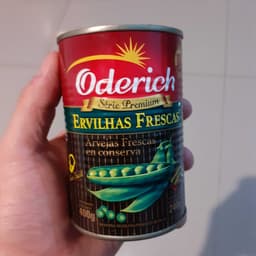 Oderich
Série Premium
ERVILHAS FRESCAS
Arvejas Frescas
en conserva